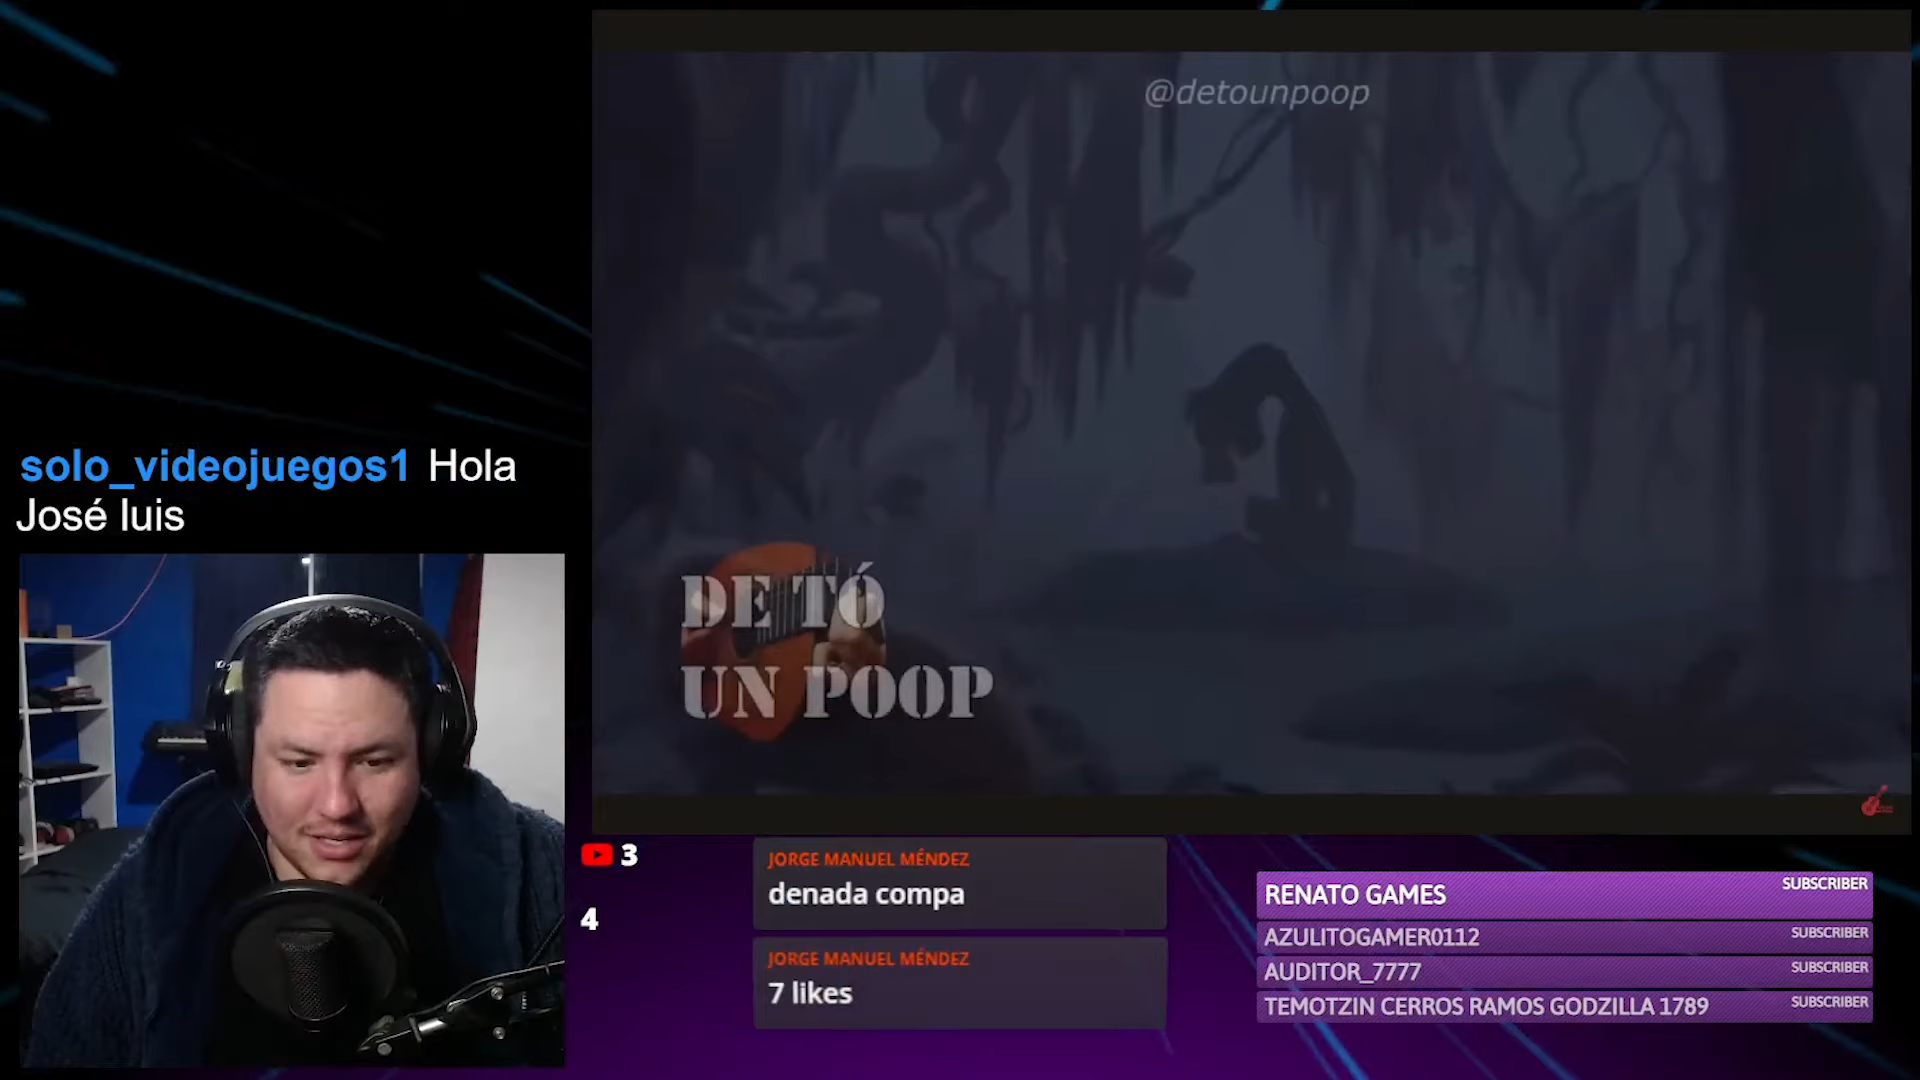 @detounpoop
solo_videojuegos1 Hola
José luis
DE TÓ
UN POOP
3
4
JORGE MANUEL MÉNDEZ
denada compa
JORGE MANUEL MÉNDEZ
7 likes
RENATO GAMES SUBSCRIBER
AZULITOGAMER0112 SUBSCRIBER
AUDITOR_7777 SUBSCRIBER
TEMOTZIN CERROS RAMOS GODZILLA 1789 SUBSCRIBER